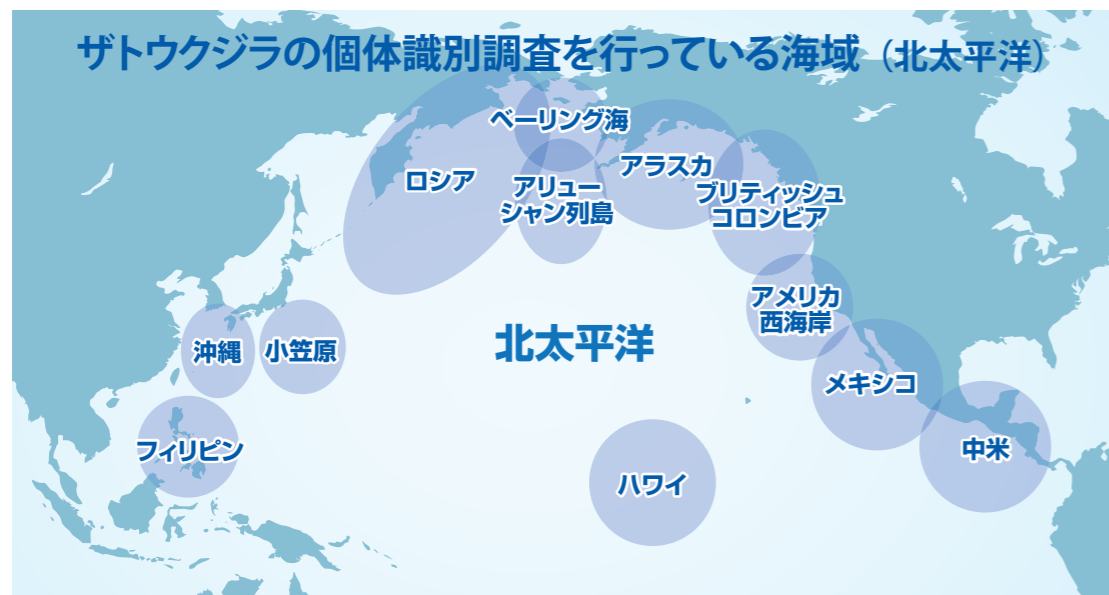 ザトウクジラの個体識別調査を行っている海域（北太平洋）
ベーリング海
ロシア
アリュー
シャン列島
アラスカ
ブリティッシュ
コロンビア
アメリカ
西海岸
北太平洋
沖縄
小笠原
メキシコ
フィリピン
中米
ハワイ